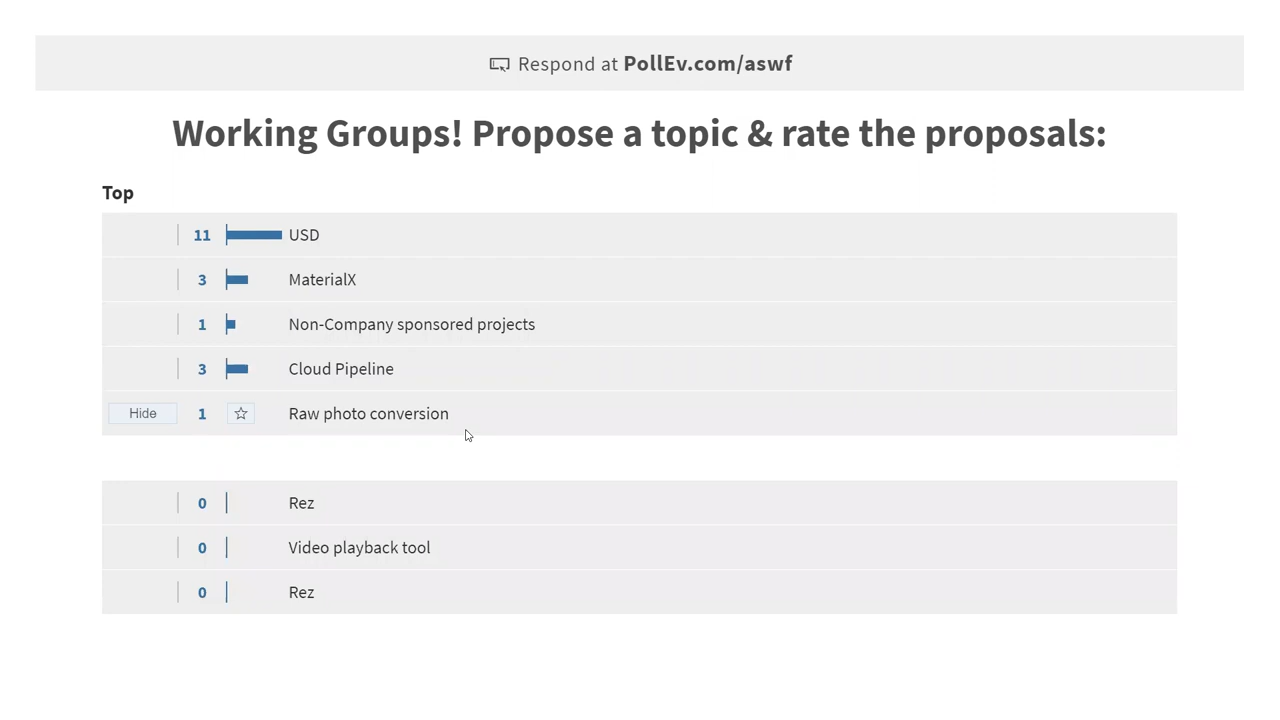 Respond at PollEv.com/aswf
Working Groups! Propose a topic & rate the proposals:
Top
11 USD
3 MaterialX
1 Non-Company sponsored projects
3 Cloud Pipeline
Hide 1 Raw photo conversion
0 Rez
0 Video playback tool
0 Rez